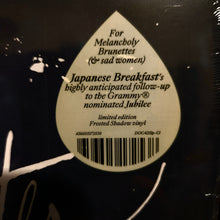 For
Melancholy
Brunettes
(& sad women)
Japanese Breakfast's
highly anticipated follow-up
to the Grammy®
nominated Jubilee
limited edition
Frosted Shadow vinyl